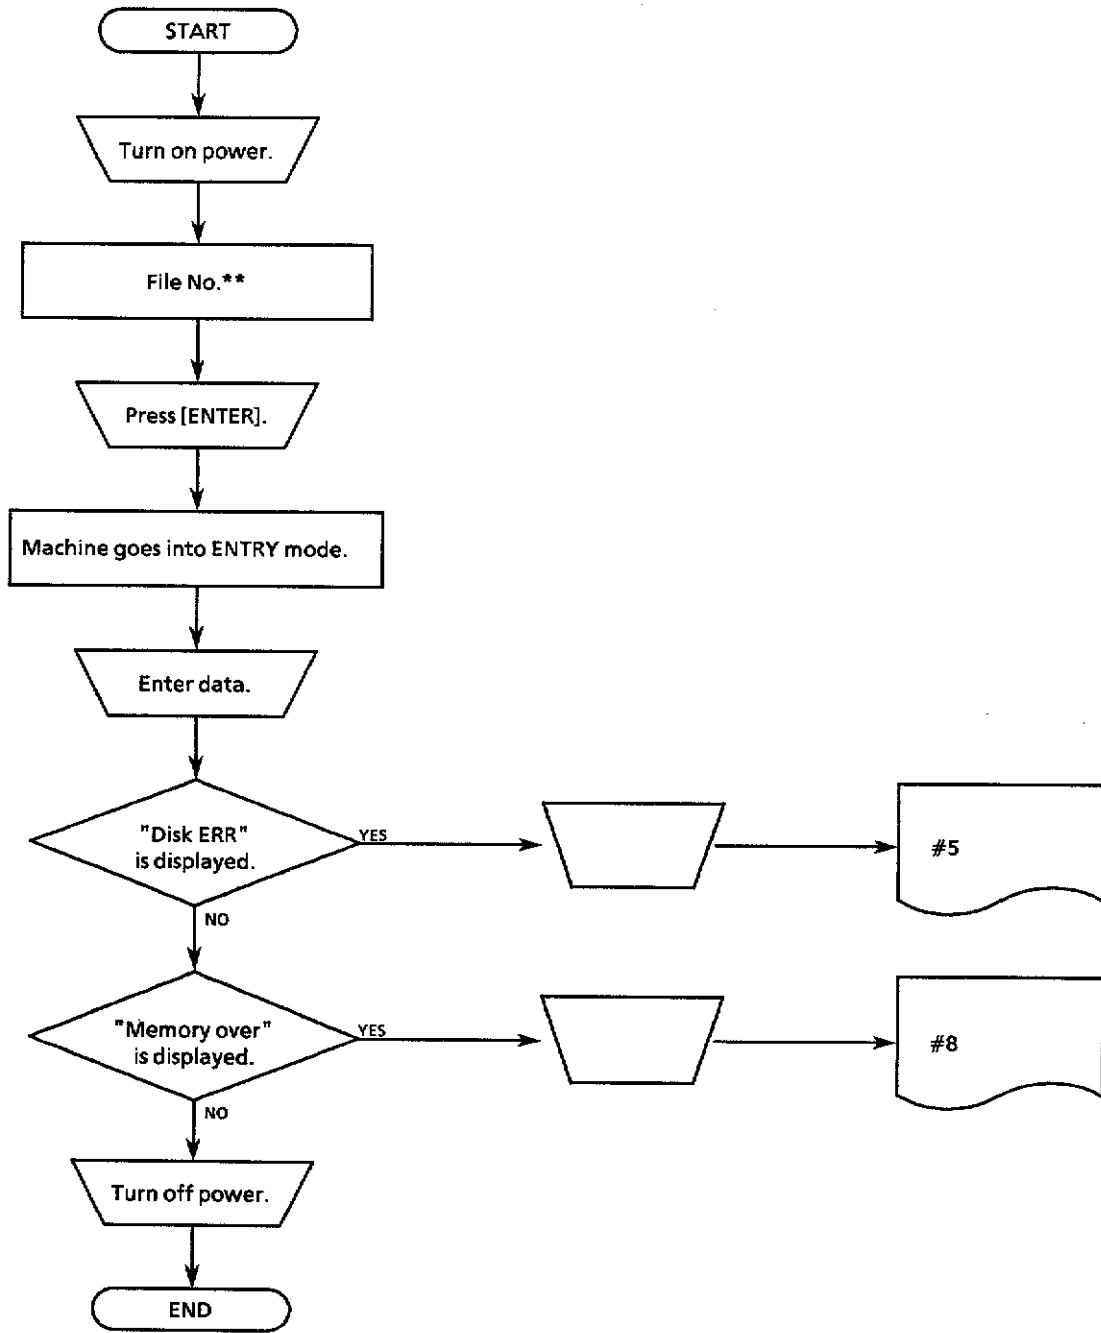 START
Turn on power.
File No.**
Press [ENTER].
Machine goes into ENTRY mode.
Enter data.
"Disk ERR"
is displayed.
YES
#5
NO
"Memory over"
is displayed.
YES
#8
NO
Turn off power.
END